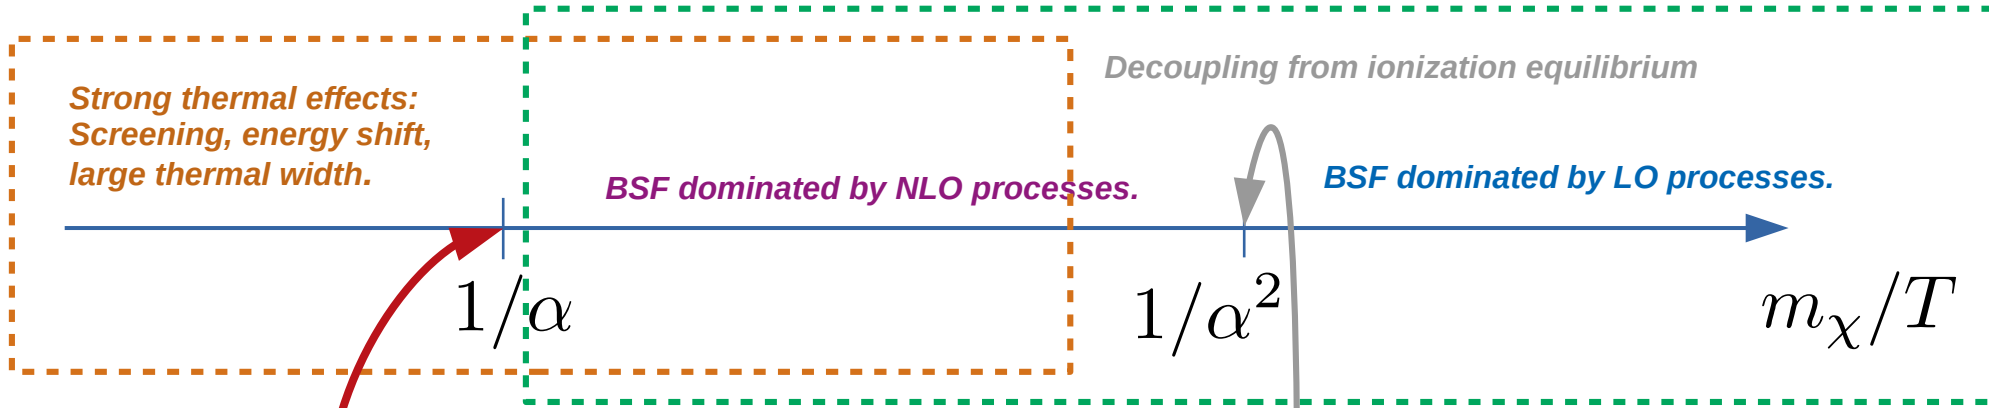 Decoupling from ionization equilibrium
Strong thermal effects:
Screening, energy shift,
large thermal width.
BSF dominated by NLO processes.
BSF dominated by LO processes.
1/α
1/α²
m_χ/T